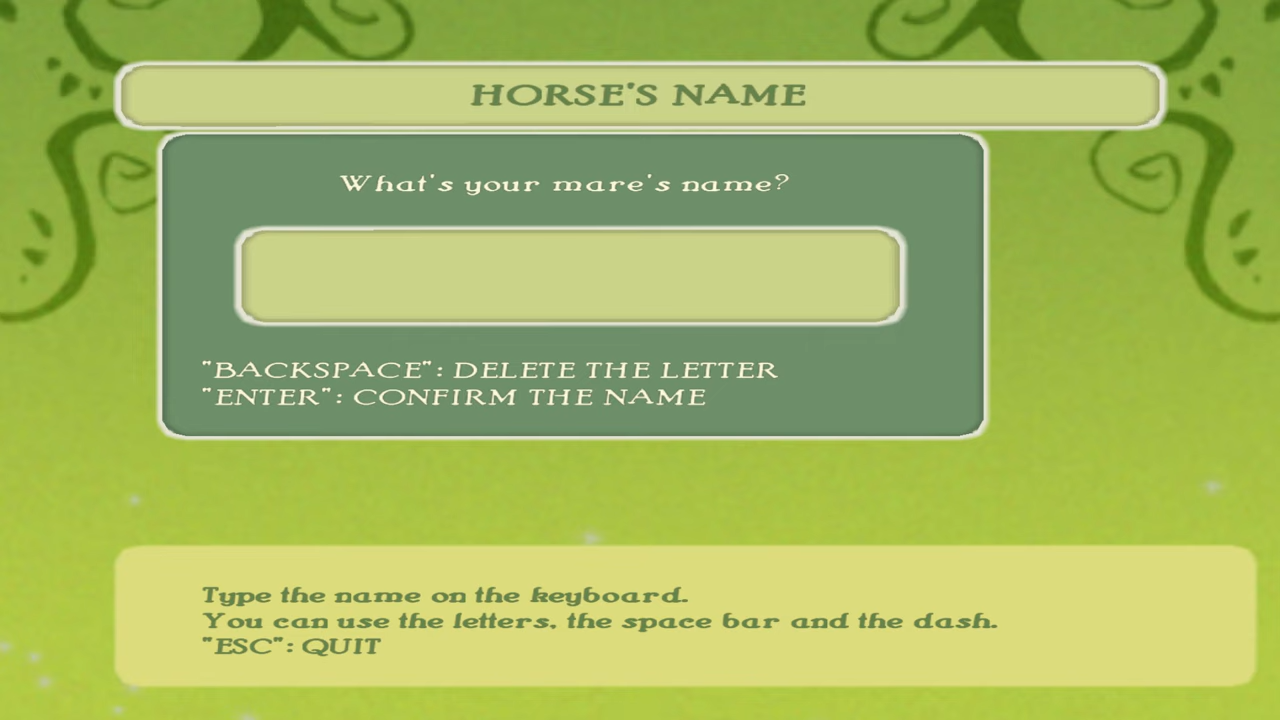 HORSE'S NAME
What's your mare's name?
"BACKSPACE": DELETE THE LETTER
"ENTER": CONFIRM THE NAME
Type the name on the keyboard.
You can use the letters, the space bar and the dash.
"ESC": QUIT